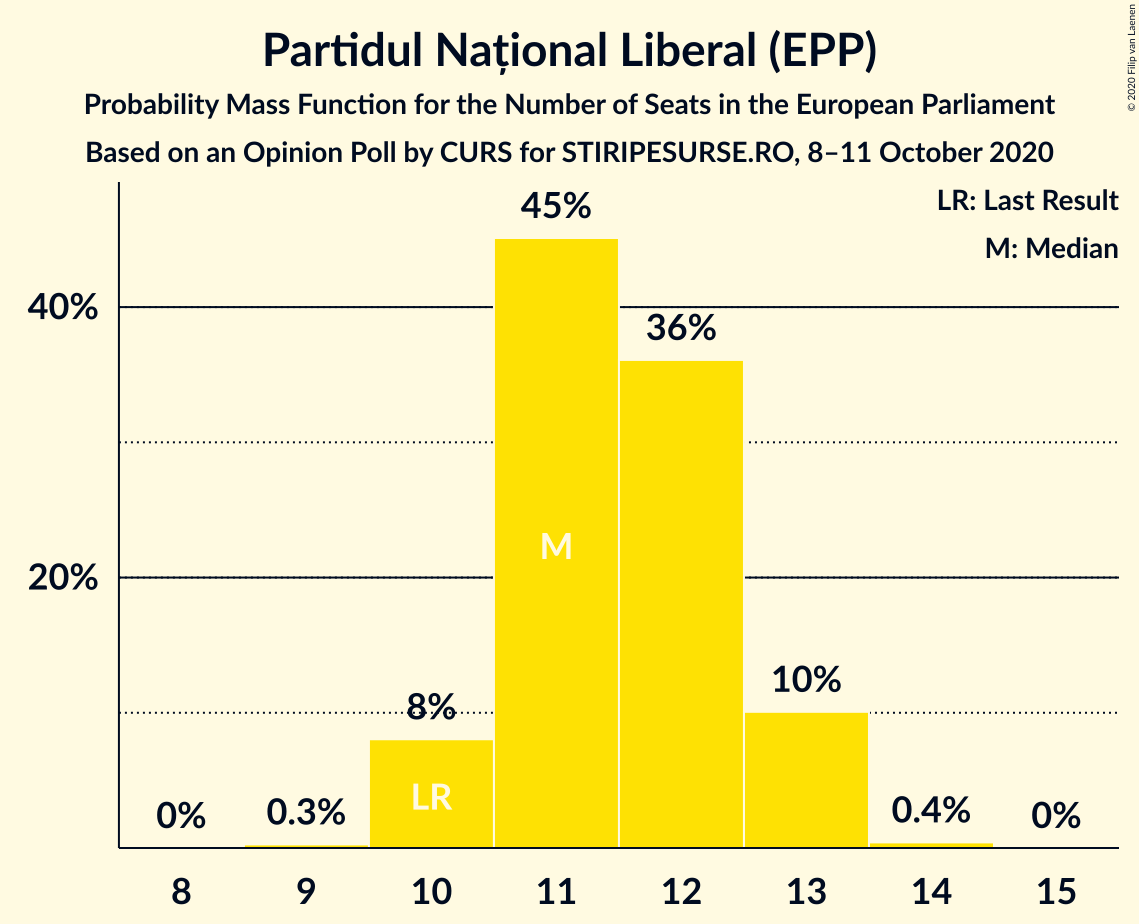 Partidul Național Liberal (EPP)
Probability Mass Function for the Number of Seats in the European Parliament
Based on an Opinion Poll by CURS for STIRIPESURSE.RO, 8–11 October 2020
© 2020 Filip van Laenen
LR: Last Result
M: Median
45%
40%
36%
M
20%
10%
8%
LR
0%
0.3%
0.4%
0%
8 9 10 11 12 13 14 15